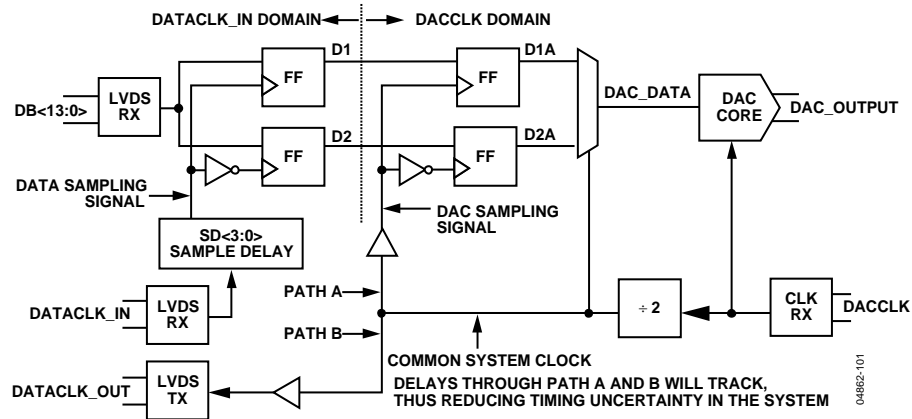 DATACLK_IN DOMAIN
DACCLK DOMAIN
D1
D1A
FF
FF
DB<13:0>
LVDS
RX
DAC_DATA
DAC
CORE
DAC_OUTPUT
D2
D2A
FF
FF
DATA SAMPLING
SIGNAL
DAC SAMPLING
SIGNAL
SD<3:0>
SAMPLE DELAY
PATH A
DATACLK_IN
LVDS
RX
÷ 2
CLK
RX
DACCLK
PATH B
COMMON SYSTEM CLOCK
DATACLK_OUT
LVDS
TX
DELAYS THROUGH PATH A AND B WILL TRACK,
THUS REDUCING TIMING UNCERTAINTY IN THE SYSTEM
04862-101